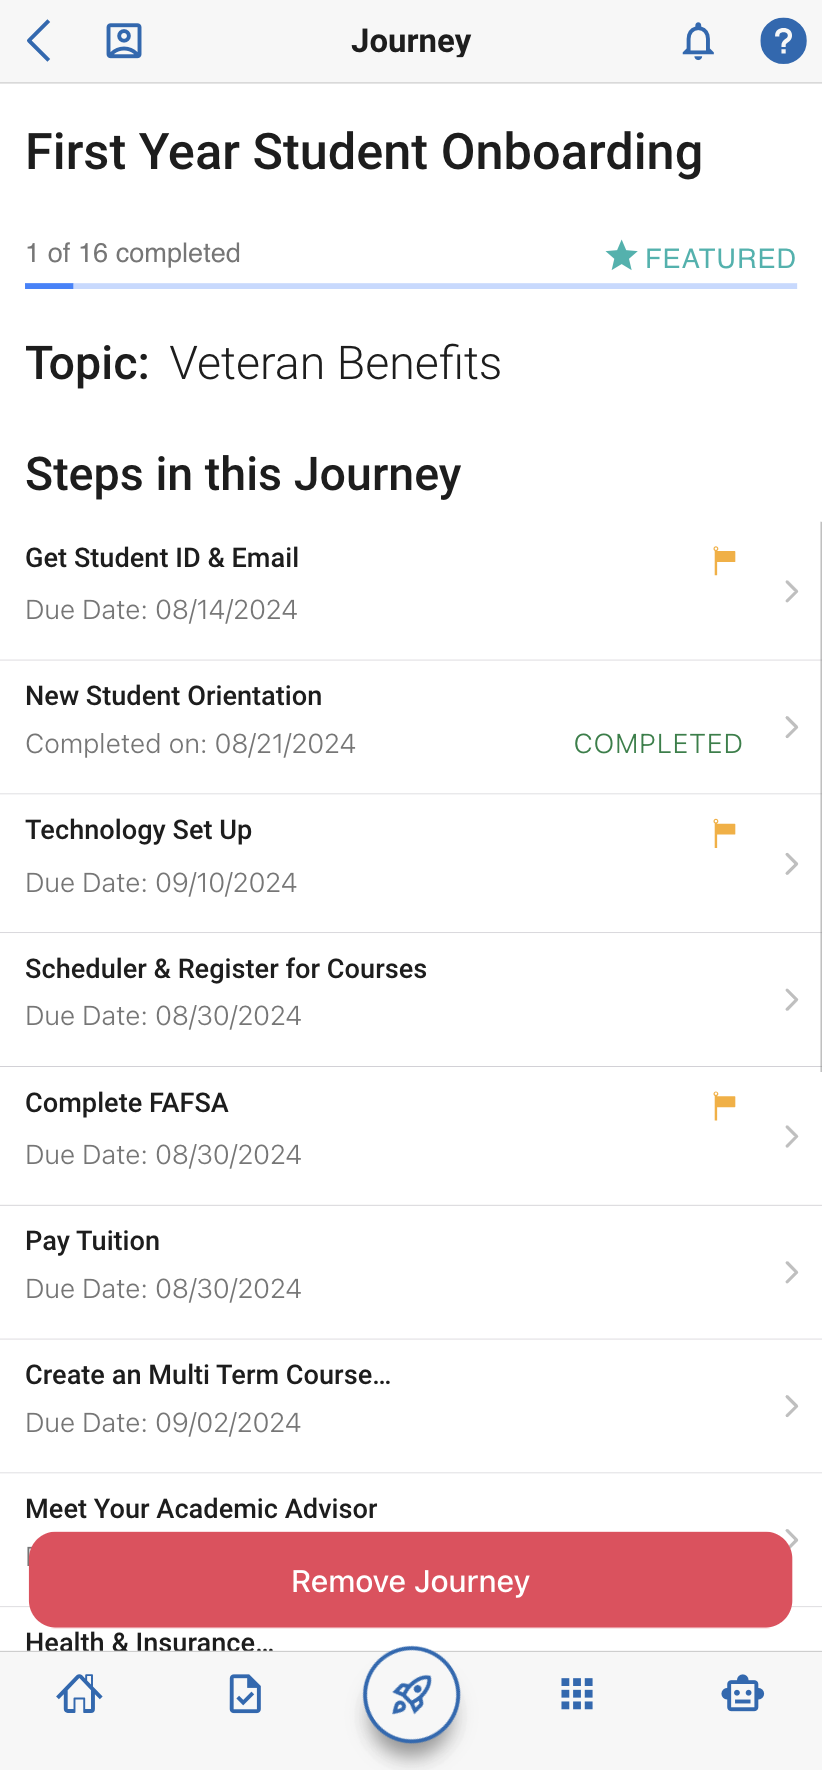 Journey
?
First Year Student Onboarding
1 of 16 completed
FEATURED
Topic: Veteran Benefits
Steps in this Journey
Get Student ID & Email
Due Date: 08/14/2024
New Student Orientation
Completed on: 08/21/2024
COMPLETED
Technology Set Up
Due Date: 09/10/2024
Scheduler & Register for Courses
Due Date: 08/30/2024
Complete FAFSA
Due Date: 08/30/2024
Pay Tuition
Due Date: 08/30/2024
Create an Multi Term Course...
Due Date: 09/02/2024
Meet Your Academic Advisor
Remove Journey
Health & Insurance...